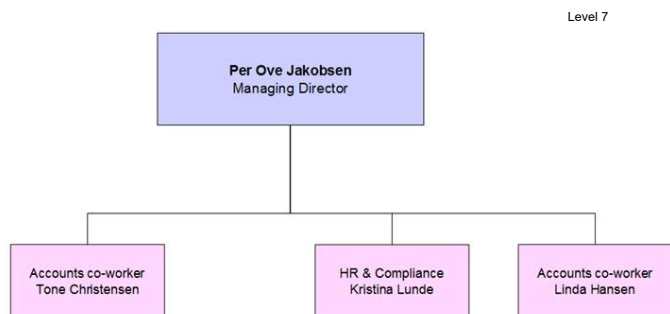 Level 7
Per Ove Jakobsen
Managing Director
Accounts co-worker
Tone Christensen
HR & Compliance
Kristina Lunde
Accounts co-worker
Linda Hansen